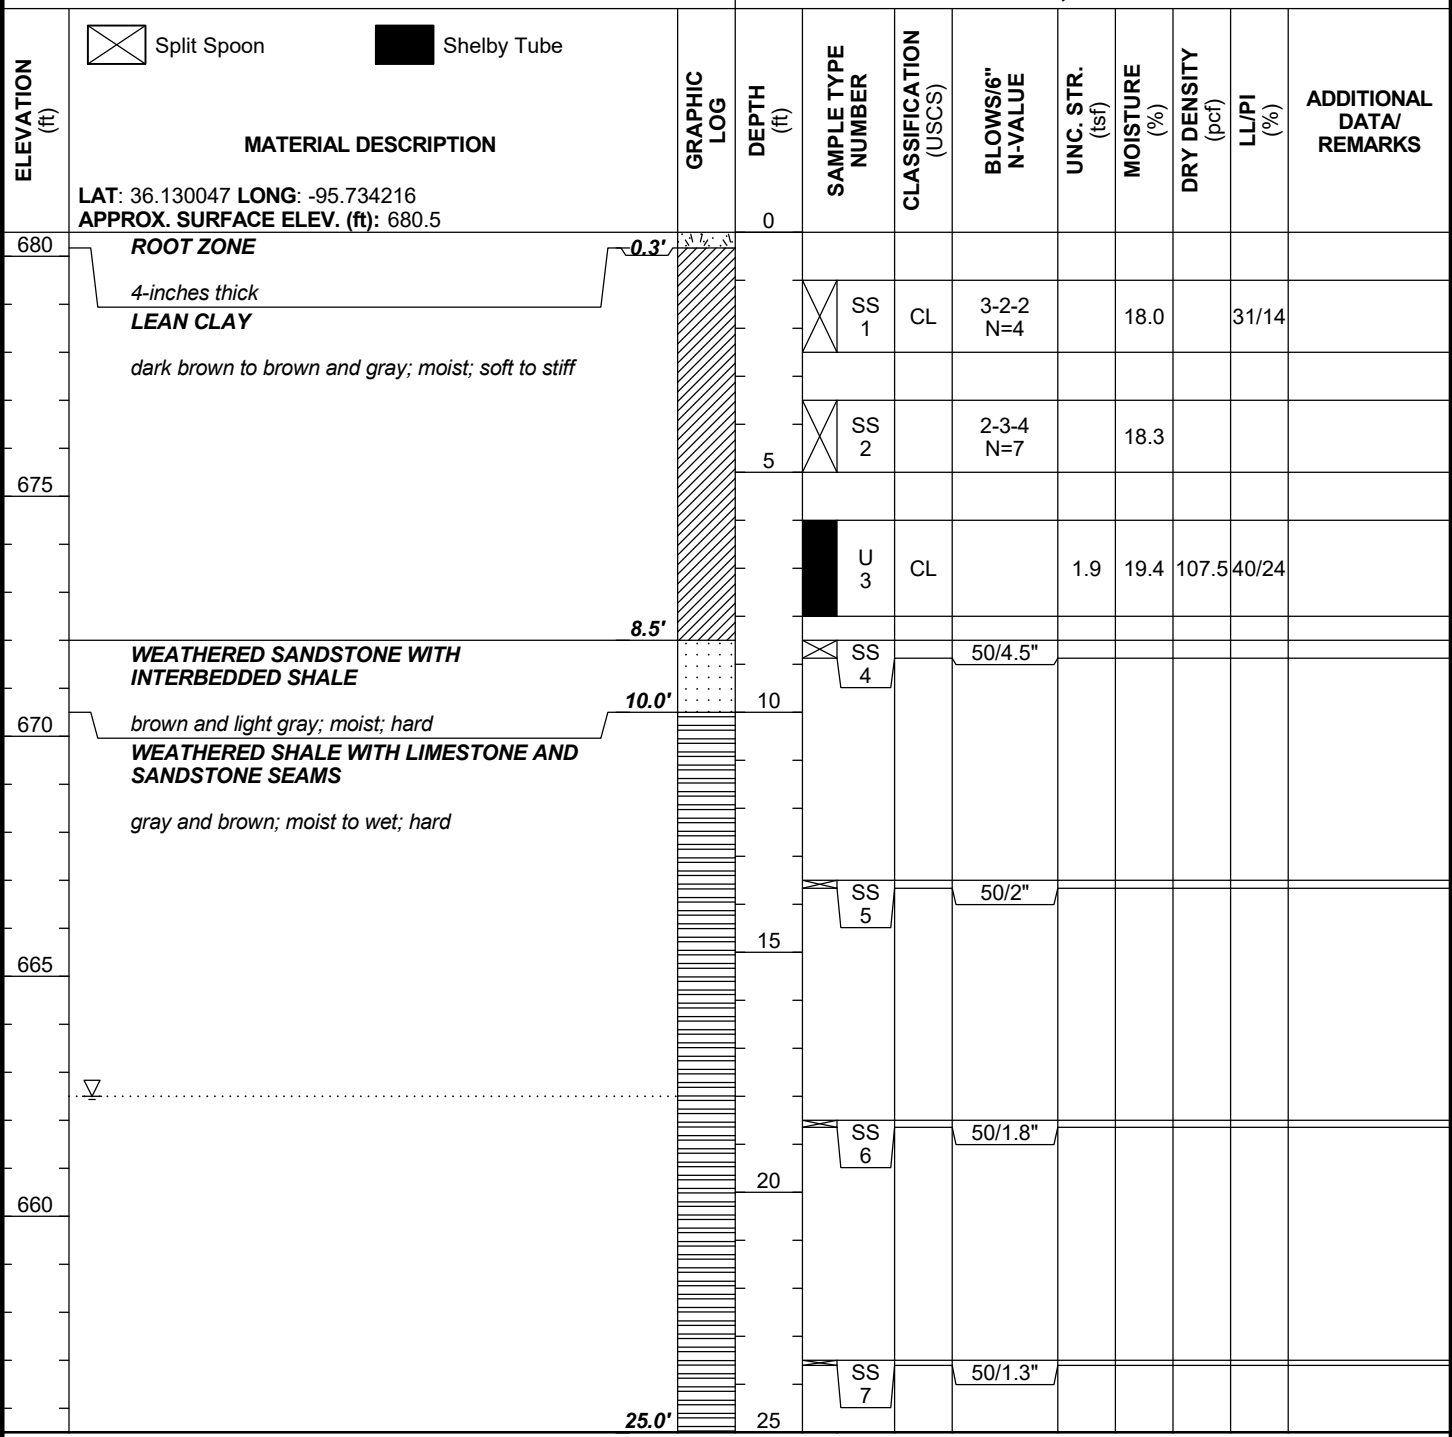 Split Spoon
Shelby Tube
ELEVATION
(ft)
MATERIAL DESCRIPTION
LAT: 36.130047 LONG: -95.734216
APPROX. SURFACE ELEV. (ft): 680.5
GRAPHIC
LOG
DEPTH
(ft)
SAMPLE TYPE
NUMBER
CLASSIFICATION
(USCS)
BLOWS/6"
N-VALUE
UNC. STR.
(tsf)
MOISTURE
(%)
DRY DENSITY
(pcf)
LL/PI
(%)
ADDITIONAL
DATA/
REMARKS
0
680
ROOT ZONE
0.3'
4-inches thick
LEAN CLAY
dark brown to brown and gray; moist; soft to stiff
SS
1
CL
3-2-2
N=4
18.0
31/14
SS
2
2-3-4
N=7
18.3
5
675
U
3
CL
1.9
19.4
107.5
40/24
8.5'
WEATHERED SANDSTONE WITH
INTERBEDDED SHALE
brown and light gray; moist; hard
SS
4
50/4.5"
10.0'
10
670
WEATHERED SHALE WITH LIMESTONE AND
SANDSTONE SEAMS
gray and brown; moist to wet; hard
SS
5
50/2"
15
665
SS
6
50/1.8"
20
660
SS
7
50/1.3"
25.0'
25